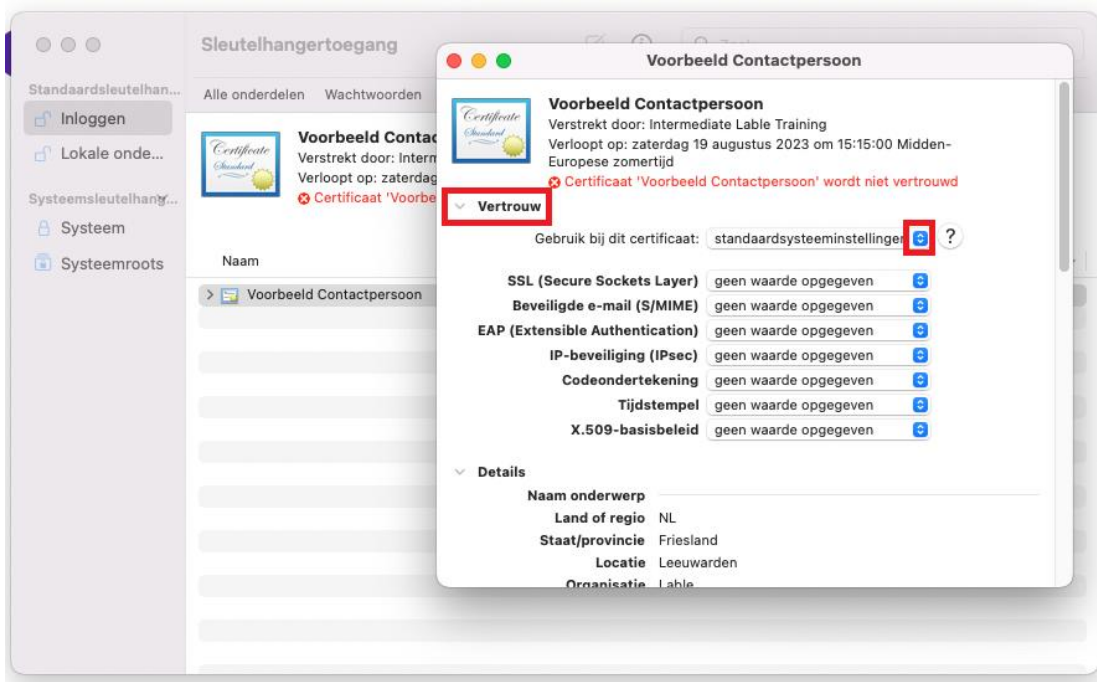 Sleutelhangertoegang
Standaardsleutelhan...
Inloggen
Lokale onde...
Systeemsleutelhang...
Systeem
Systeemroots
Alle onderdelen Wachtwoorden
Certificate
Standard
Voorbeeld Contac
Verstrekt door: Interm
Verloopt op: zaterdag
Certificaat 'Voorbe
Naam
Voorbeeld Contactpersoon
Voorbeeld Contactpersoon
Certificate
Standard
Voorbeeld Contactpersoon
Verstrekt door: Intermediate Lable Training
Verloopt op: zaterdag 19 augustus 2023 om 15:15:00 Midden-
Europese zomertijd
Certificaat 'Voorbeeld Contactpersoon' wordt niet vertrouwd
Vertrouw
Gebruik bij dit certificaat: standaardsysteeminstellingen ?
SSL (Secure Sockets Layer) geen waarde opgegeven
Beveiligde e-mail (S/MIME) geen waarde opgegeven
EAP (Extensible Authentication) geen waarde opgegeven
IP-beveiliging (IPsec) geen waarde opgegeven
Codeondertekening geen waarde opgegeven
Tijdstempel geen waarde opgegeven
X.509-basisbeleid geen waarde opgegeven
Details
Naam onderwerp
Land of regio NL
Staat/provincie Friesland
Locatie Leeuwarden
Organisatie Lable